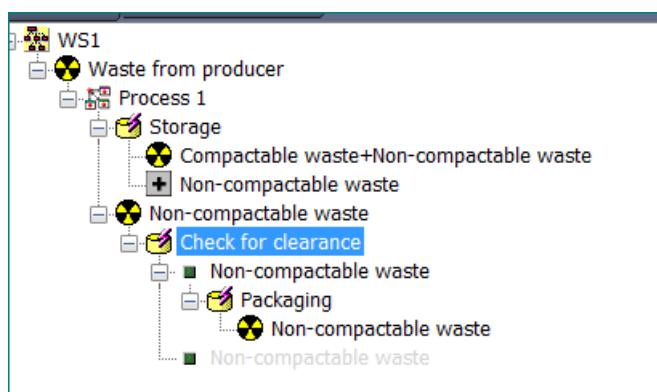 WS1
Waste from producer
Process 1
Storage
Compactable waste+Non-compactable waste
Non-compactable waste
Non-compactable waste
Check for clearance
Non-compactable waste
Packaging
Non-compactable waste
Non-compactable waste